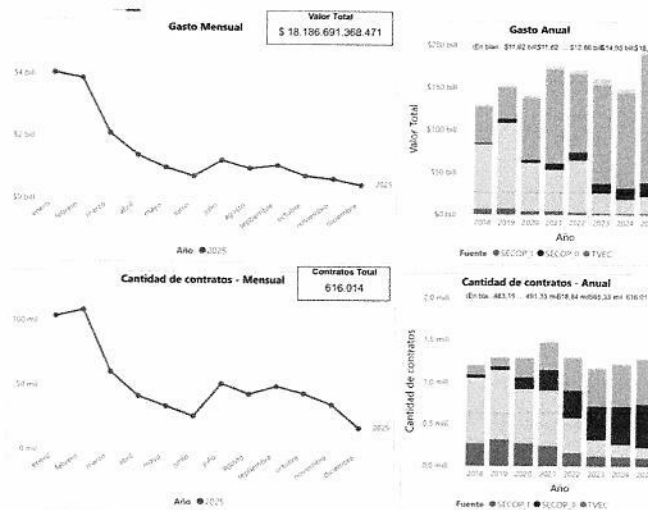 Gasto Mensual
Valor Total
$ 18.186.691.368.471
$4 bill
$2 bill
$0 bill
enero
febrero
marzo
abril
mayo
junio
julio
agosto
septiembre
octubre
noviembre
diciembre
2025
Año 2025
Gasto Anual
$200 bill
$150 bill
$100 bill
$50 bill
$0 bill
Valor Total
2018 2019 2020 2021 2022 2023 2024
Año
Fuente SECOP_I SECOP_II TVEC
Cantidad de contratos - Mensual
Contratos Total
616.014
100 mil
50 mil
0 mil
enero
febrero
marzo
abril
mayo
junio
julio
agosto
septiembre
octubre
noviembre
diciembre
2025
Año 2025
Cantidad de contratos - Anual
2,0 mill
1,5 mill
1,0 mill
0,5 mill
0,0 mill
Cantidad de contratos
2018 2019 2020 2021 2022 2023 2024
Año
Fuente SECOP_I SECOP_II TVEC